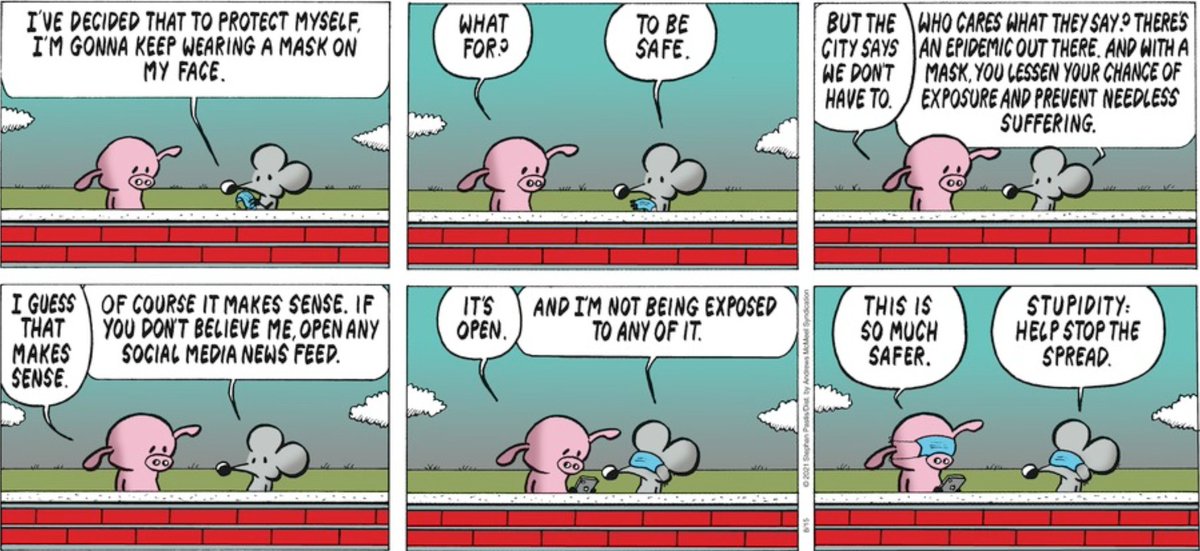 I'VE DECIDED THAT TO PROTECT MYSELF,
I'M GONNA KEEP WEARING A MASK ON
MY FACE.
WHAT
FOR?
TO BE
SAFE.
BUT THE
CITY SAYS
WE DON'T
HAVE TO.
WHO CARES WHAT THEY SAY? THERE'S
AN EPIDEMIC OUT THERE. AND WITH A
MASK, YOU LESSEN YOUR CHANCE OF
EXPOSURE AND PREVENT NEEDLESS
SUFFERING.
I GUESS
THAT
MAKES
SENSE.
OF COURSE IT MAKES SENSE. IF
YOU DON'T BELIEVE ME, OPEN ANY
SOCIAL MEDIA NEWS FEED.
IT'S
OPEN.
AND I'M NOT BEING EXPOSED
TO ANY OF IT.
© 2021 Stephan Pastis/Dist. by Andrews McMeel Syndication
8/15
THIS IS
SO MUCH
SAFER.
STUPIDITY:
HELP STOP THE
SPREAD.